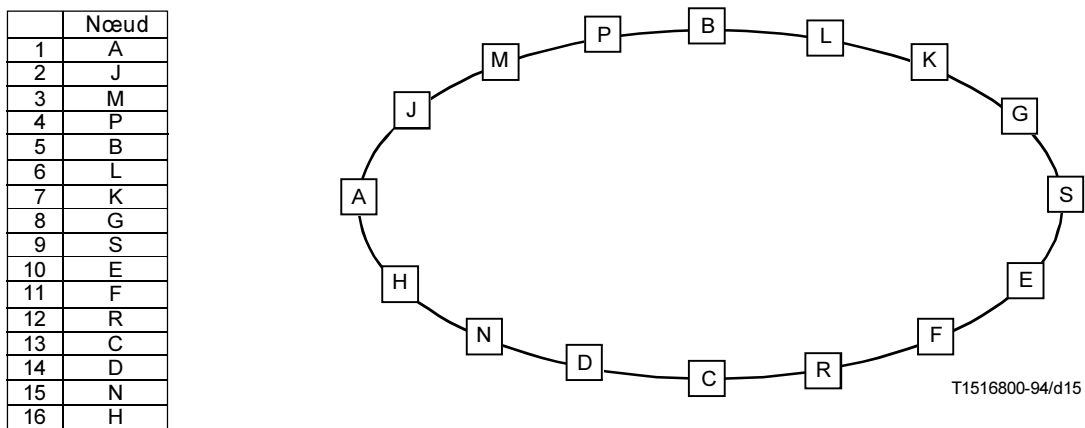 Nœud
1 A
2 J
3 M
4 P
5 B
6 L
7 K
8 G
9 S
10 E
11 F
12 R
13 C
14 D
15 N
16 H
B
P
L
M
K
J
G
A
S
H
E
N
F
D
R
C
T1516800-94/d15